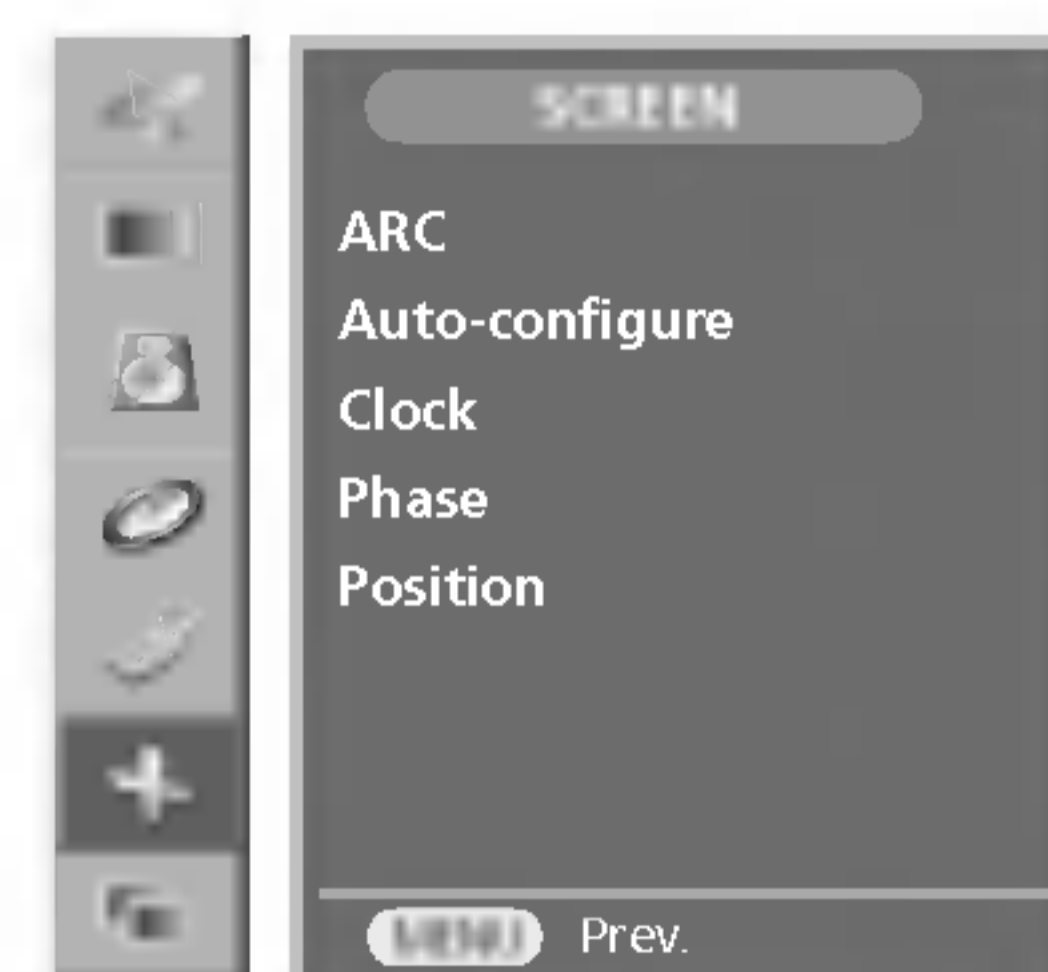 SCREEN
ARC
Auto-configure
Clock
Phase
Position
MENU Prev.